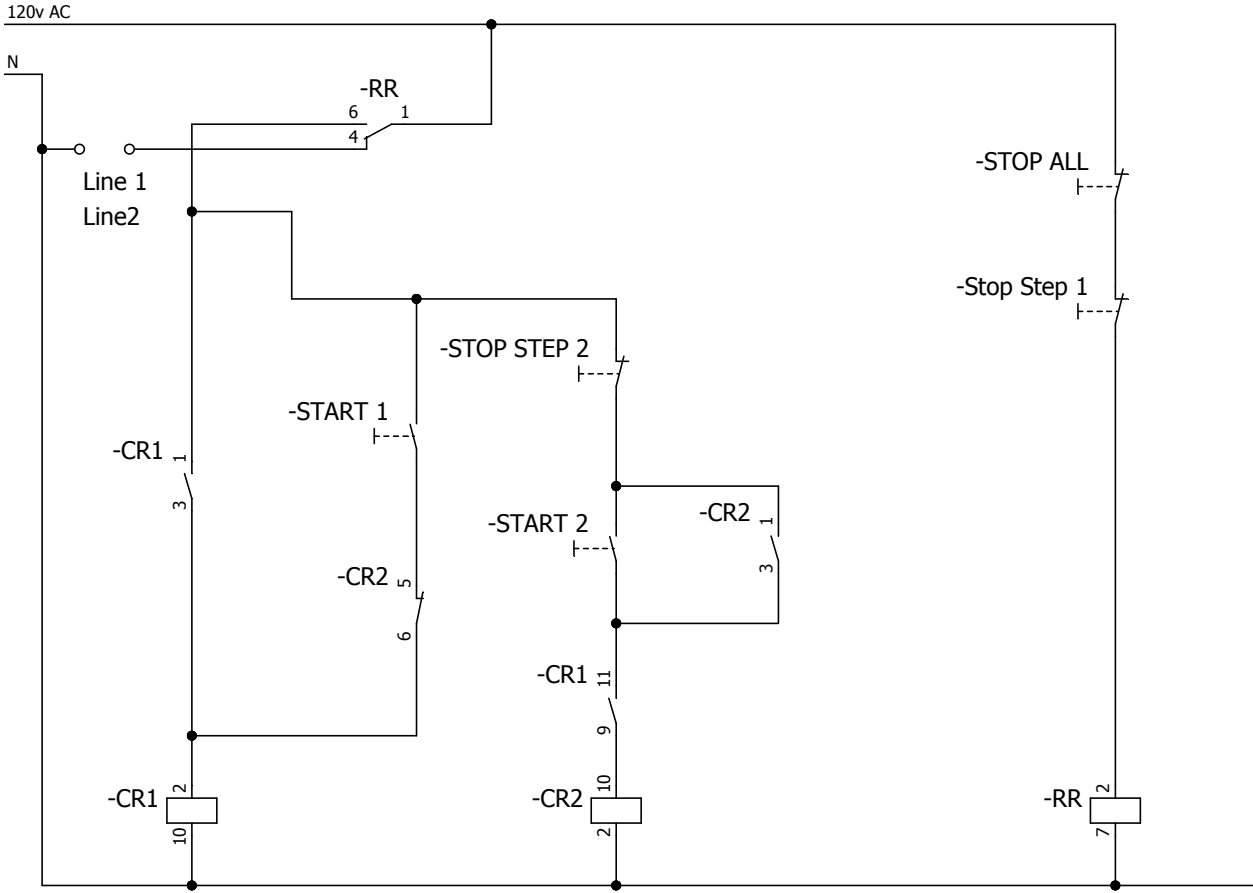 120v AC
N
-RR
6 1
4
Line 1
Line2
-STOP ALL
-Stop Step 1
-STOP STEP 2
-START 1
-CR1 1
3
-START 2
-CR2 1
3
-CR2 5
6
-CR1 11
9
-CR1 2
10
-CR2 10
2
-RR 2
7